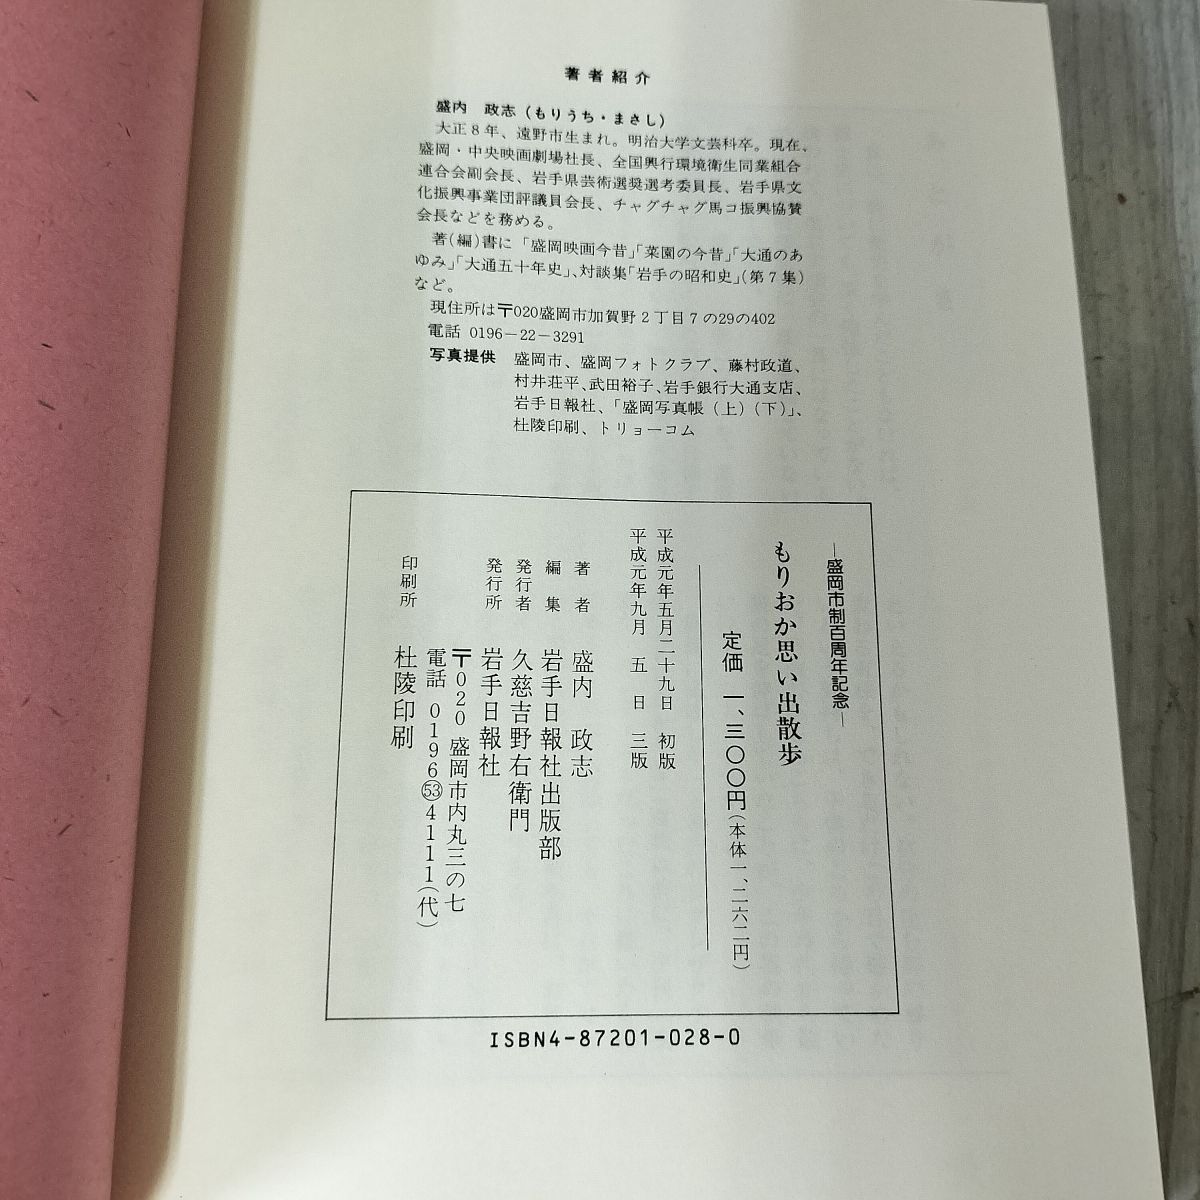 著者紹介
盛内　政志（もりうち・まさし）
大正８年、遠野市生まれ。明治大学文芸科卒。現在、
盛岡・中央映画劇場社長、全国興行環境衛生同業組合
連合会副会長、岩手県芸術選奨選考委員長、岩手県文
化振興事業団評議員会長、チャグチャグ馬コ振興協賛
会長などを務める。
著（編）書に「盛岡映画今昔」「菜園の今昔」「大通のあ
ゆみ」「大通五十年史」、対談集「岩手の昭和史」（第７集）
など。
現住所は〒020盛岡市加賀野２丁目７の29の402
電話 0196－22－3291
写真提供　盛岡市、盛岡フォトクラブ、藤村政道、
村井荘平、武田裕子、岩手銀行大通支店、
岩手日報社、「盛岡写真帳（上）（下）」、
杜陵印刷、トリョーコム
―盛岡市制百周年記念―
もりおか思い出散歩
定価　一、三〇〇円（本体一、二六二円）
平成元年五月二十九日　初版
平成元年九月　五　日　三版
著　者　盛内　政志
編　集　岩手日報社出版部
発行者　久慈吉野右衛門
発行所　岩手日報社
〒０２０ 盛岡市内丸三の七
電話 ０１９６㊼４１１１（代）
印刷所　杜陵印刷
ISBN4-87201-028-0